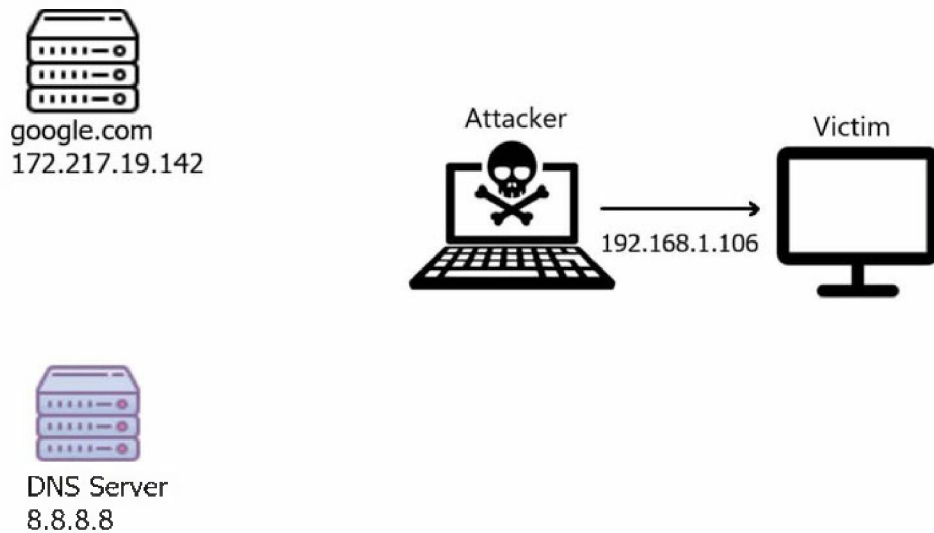 google.com
172.217.19.142
Attacker
Victim
192.168.1.106
DNS Server
8.8.8.8